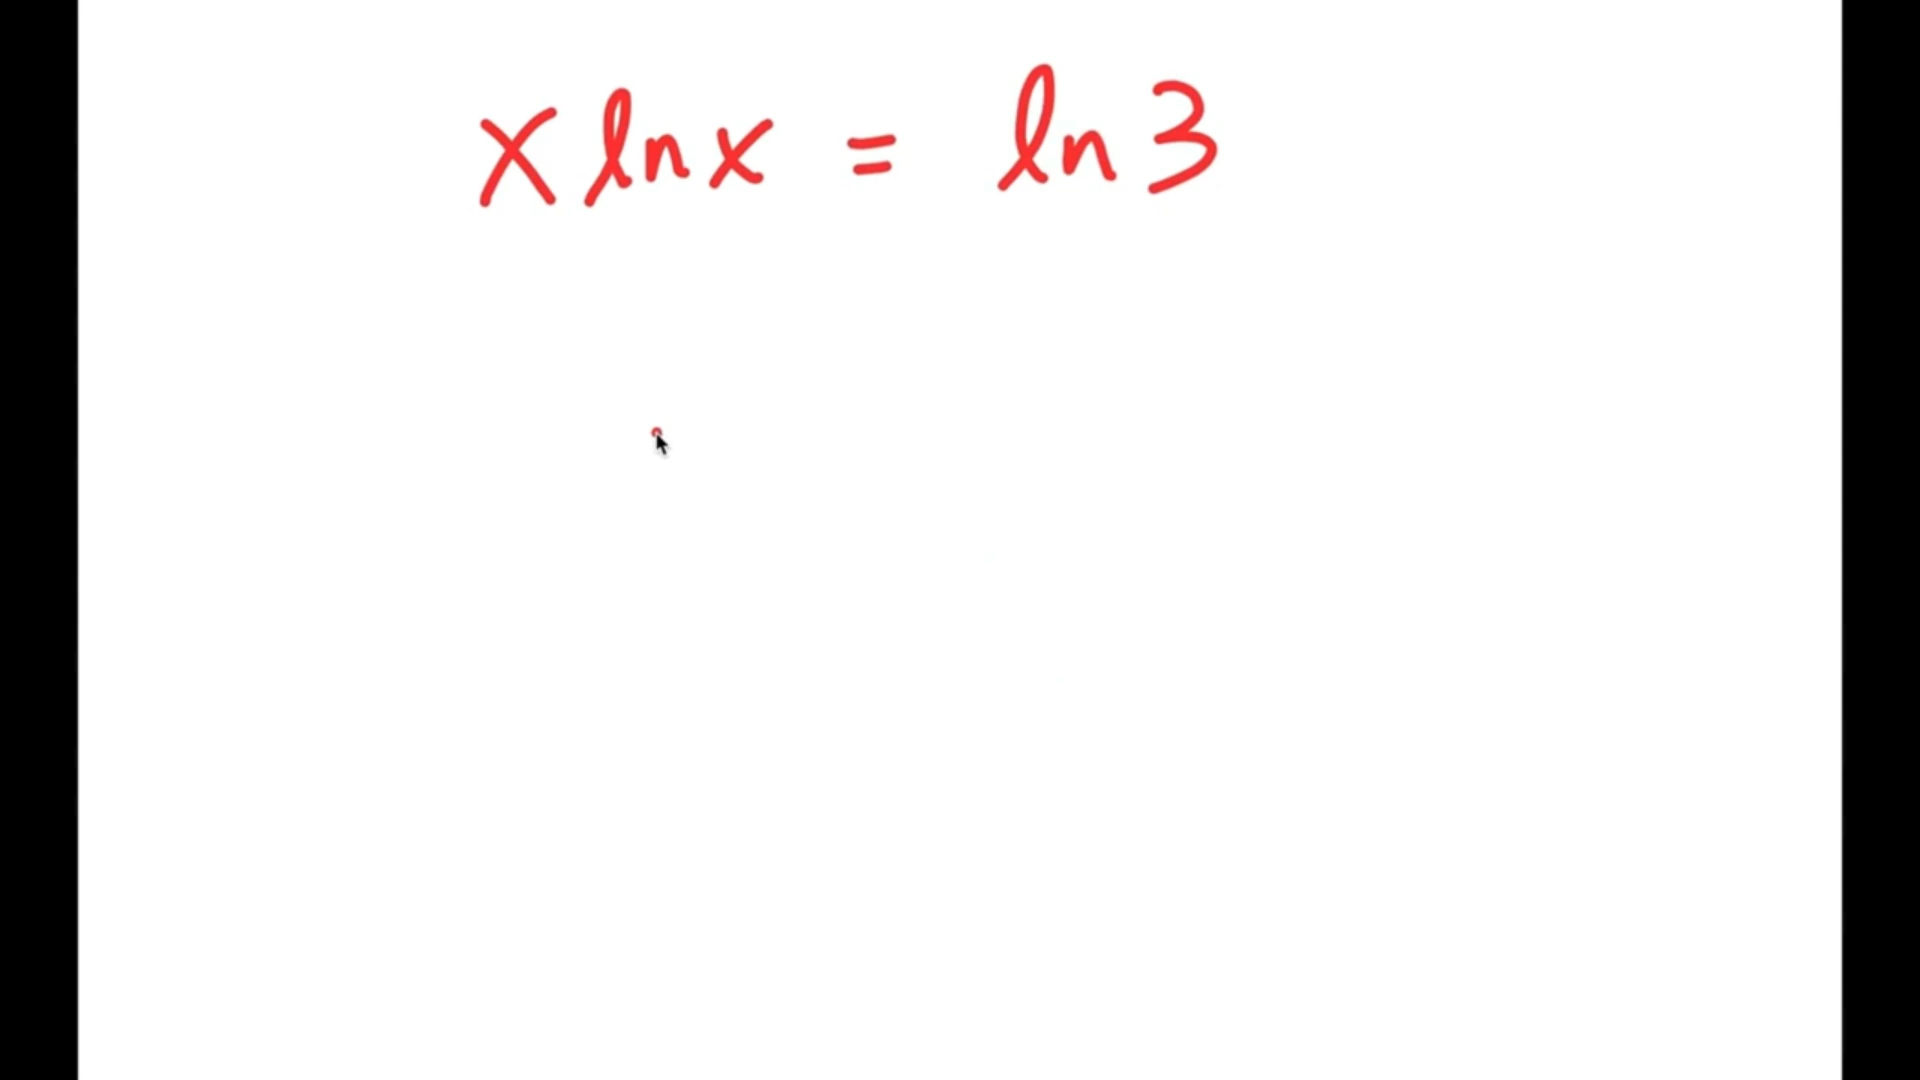 x ln x = ln 3